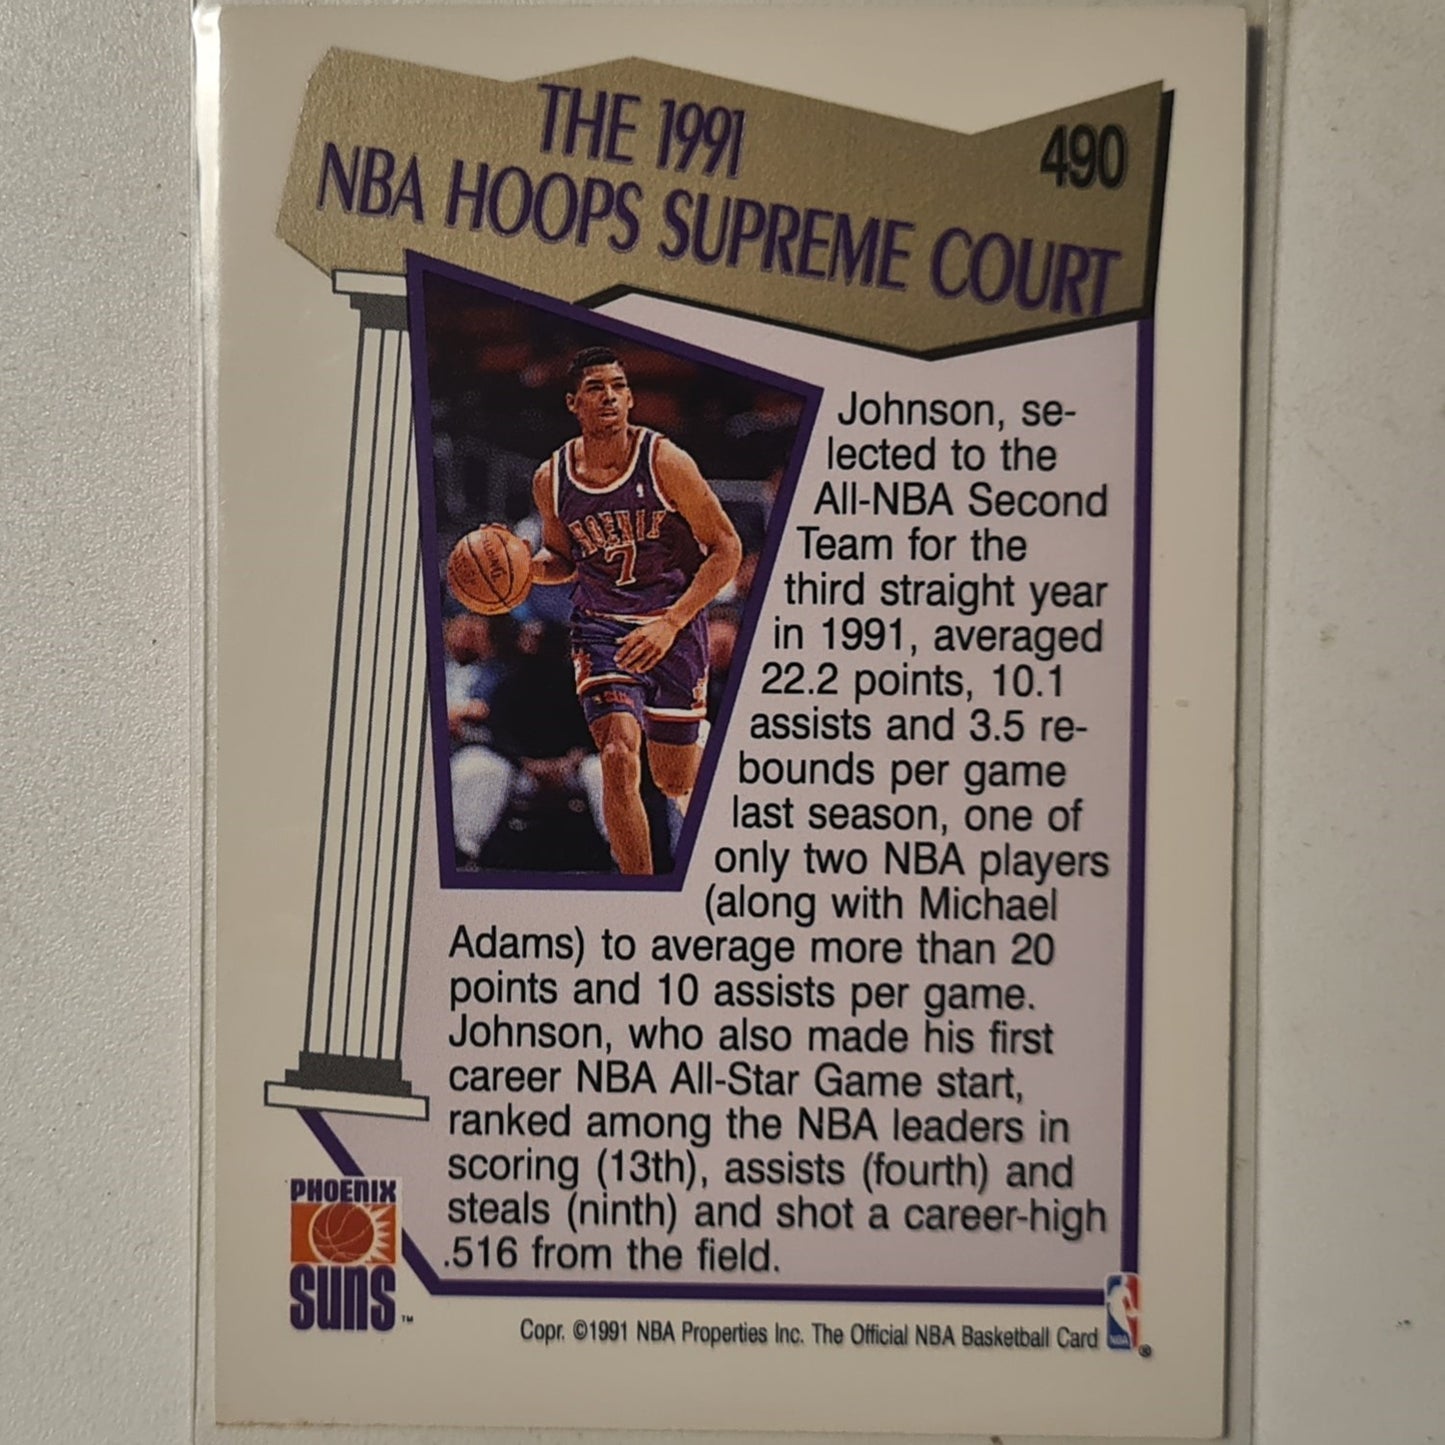 THE 1991
490
NBA HOOPS SUPREME COURT
PHOENIX
7
SPALDING
Johnson, se-
lected to the
All-NBA Second
Team for the
third straight year
in 1991, averaged
22.2 points, 10.1
assists and 3.5 re-
bounds per game
last season, one of
only two NBA players
(along with Michael
Adams) to average more than 20
points and 10 assists per game.
Johnson, who also made his first
career NBA All-Star Game start,
ranked among the NBA leaders in
scoring (13th), assists (fourth) and
steals (ninth) and shot a career-high
.516 from the field.
PHOENIX
SUNS™
Copr. ©1991 NBA Properties Inc. The Official NBA Basketball Card
NBA
®